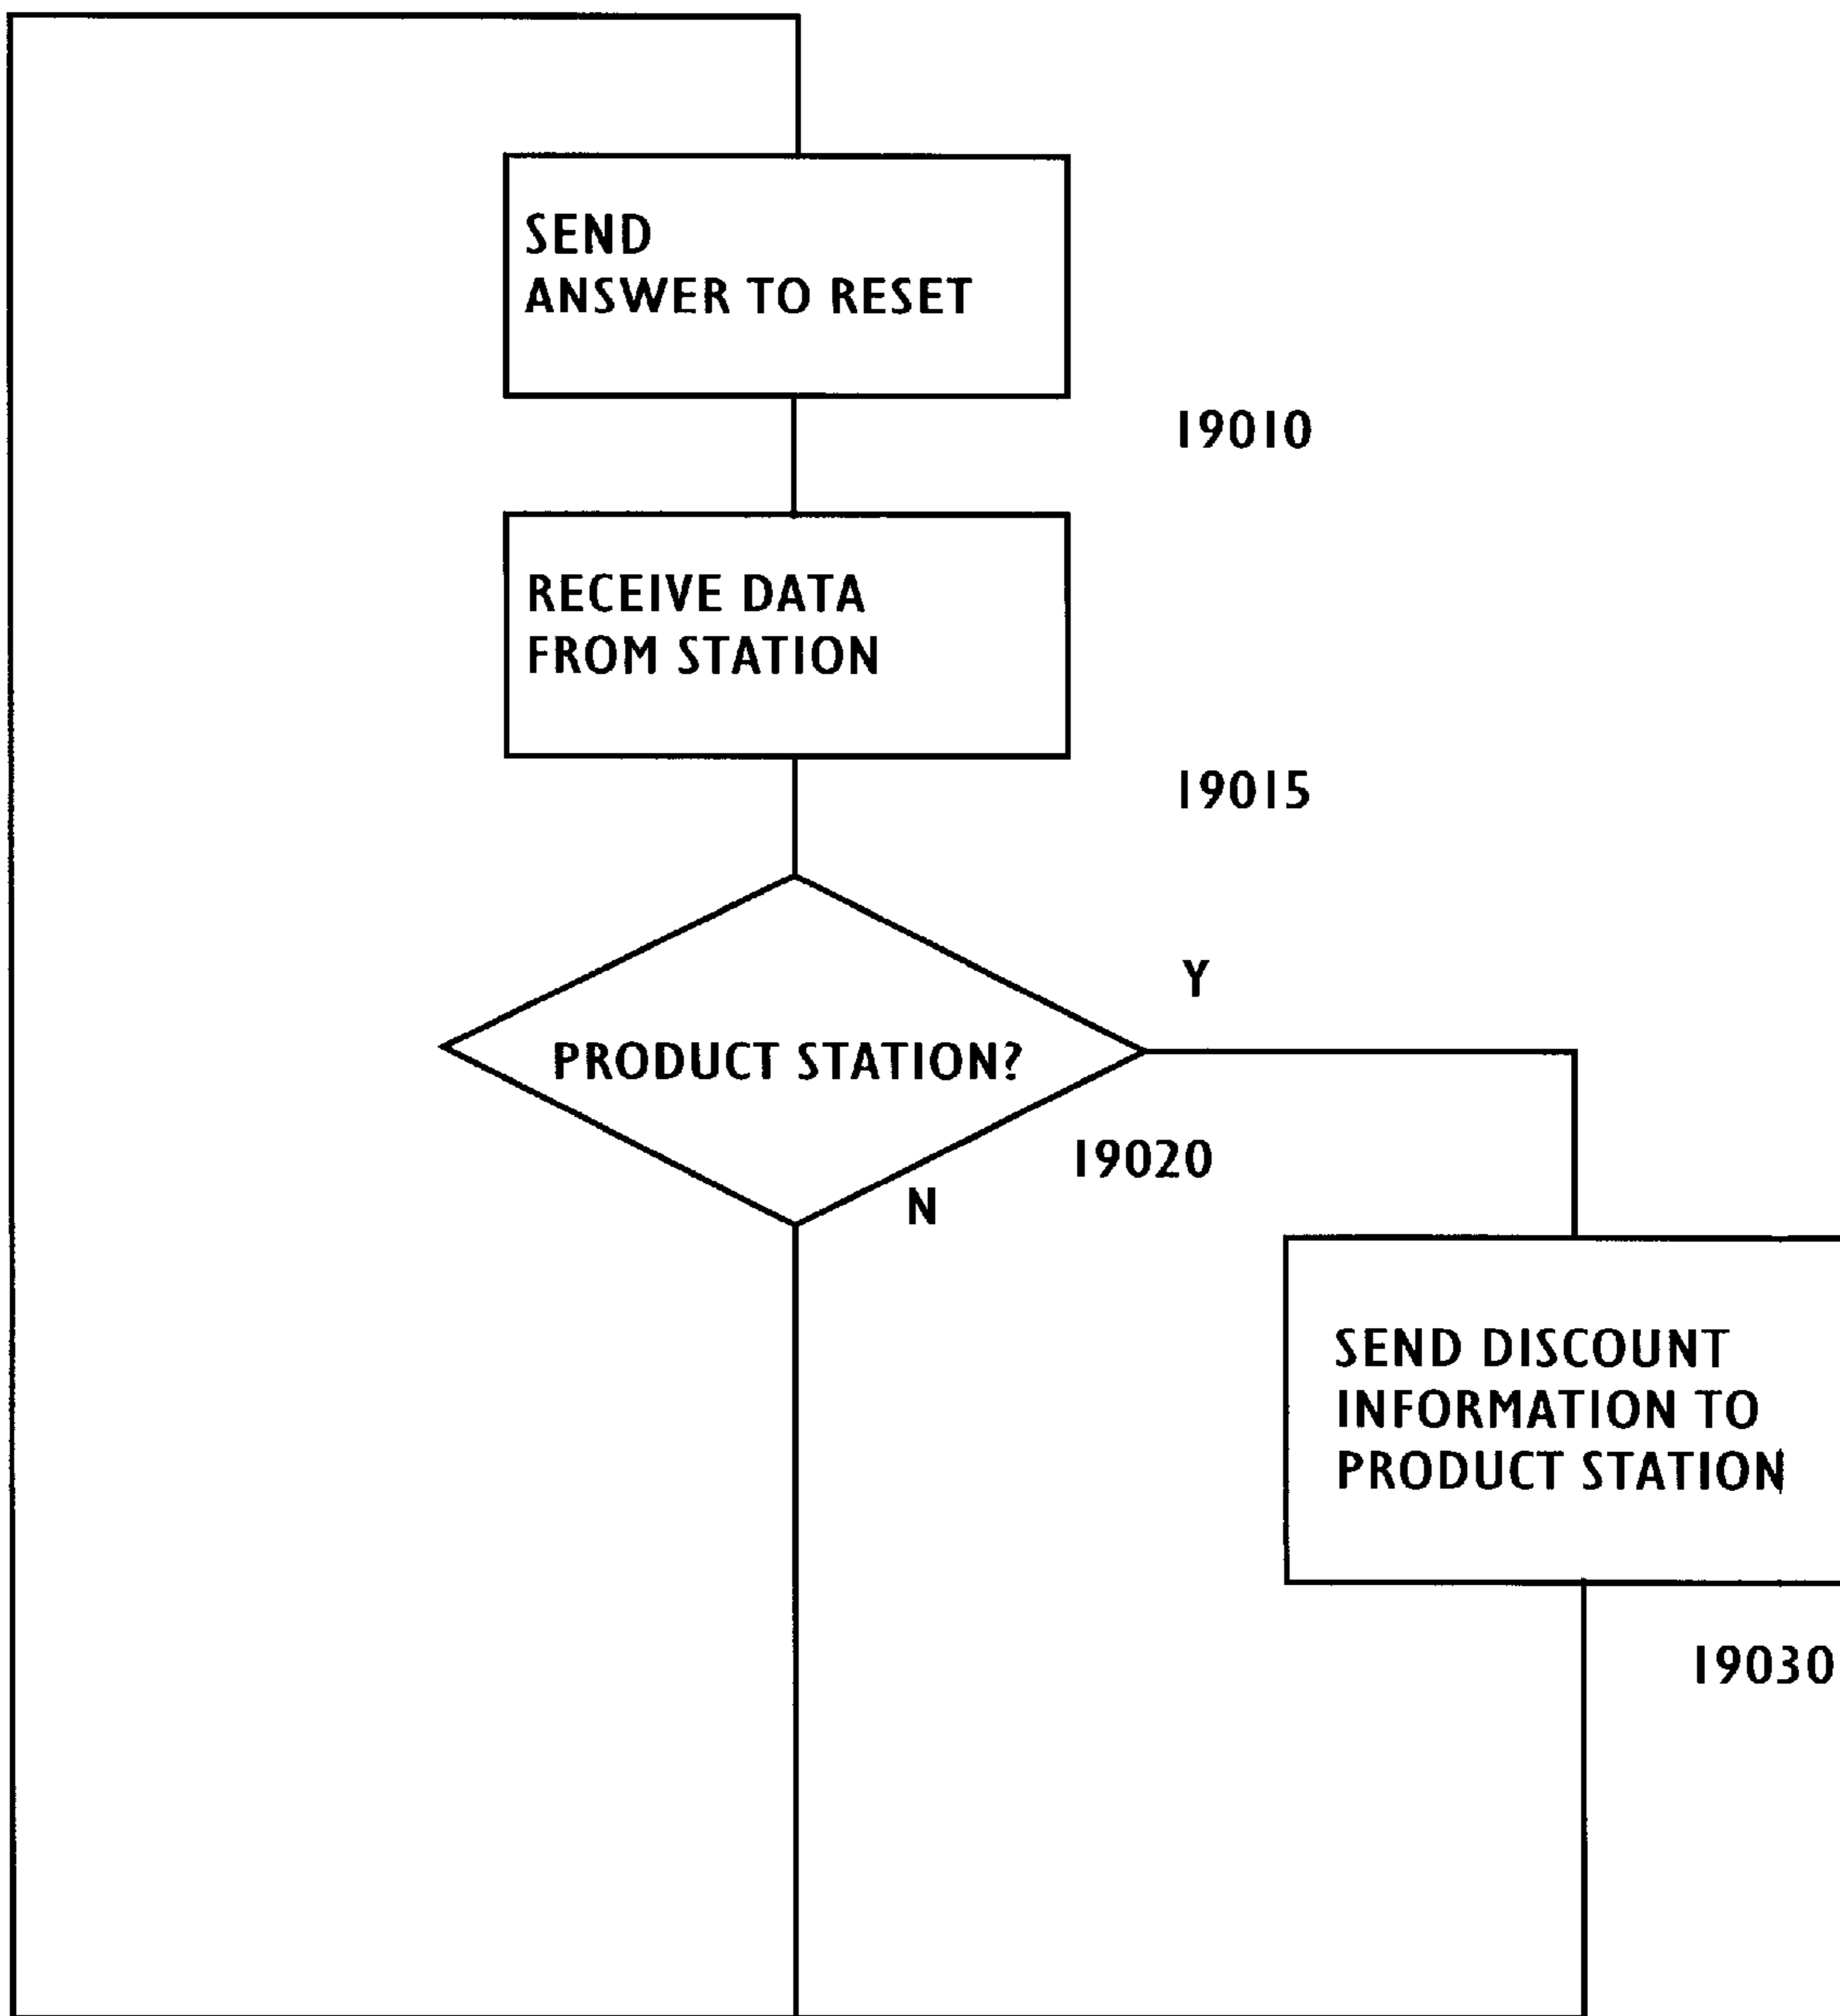 SEND
ANSWER TO RESET
19010
RECEIVE DATA
FROM STATION
19015
Y
PRODUCT STATION?
19020
N
SEND DISCOUNT
INFORMATION TO
PRODUCT STATION
19030